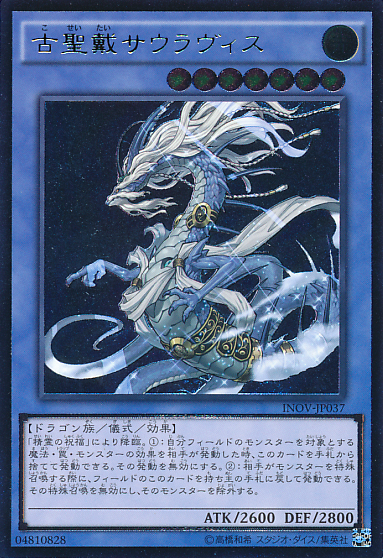 古聖戴サウラヴィス
こ せい たい
INOV-JP037
【ドラゴン族/儀式/効果】
「精霊の祝福」により降臨。①:自分フィールドのモンスターを対象とする
魔法・罠・モンスターの効果を相手が発動した時、このカードを手札から
捨てて発動できる。その発動を無効にする。②:相手がモンスターを特殊
召喚する際に、フィールドのこのカードを持ち主の手札に戻して発動できる。
その特殊召喚を無効にし、そのモンスターを除外する。
ATK/2600 DEF/2800
04810828
©高橋和希 スタジオ・ダイス/集英社